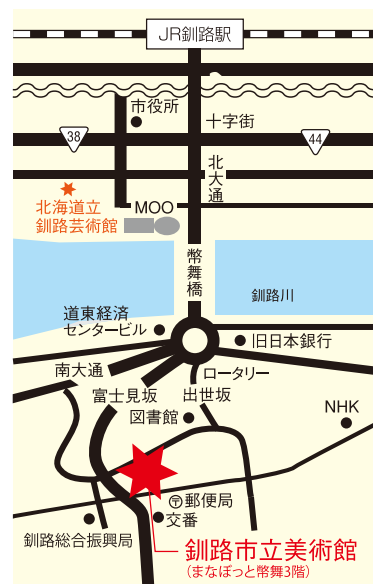 JR釧路駅
市役所
十字街
38
44
北大通
北海道立
釧路芸術館
MOO
幣舞橋
釧路川
道東経済
センタービル
旧日本銀行
南大通
ロータリー
富士見坂
出世坂
図書館
NHK
〒郵便局
交番
釧路総合振興局
釧路市立美術館
(まなぼっと幣舞3階)